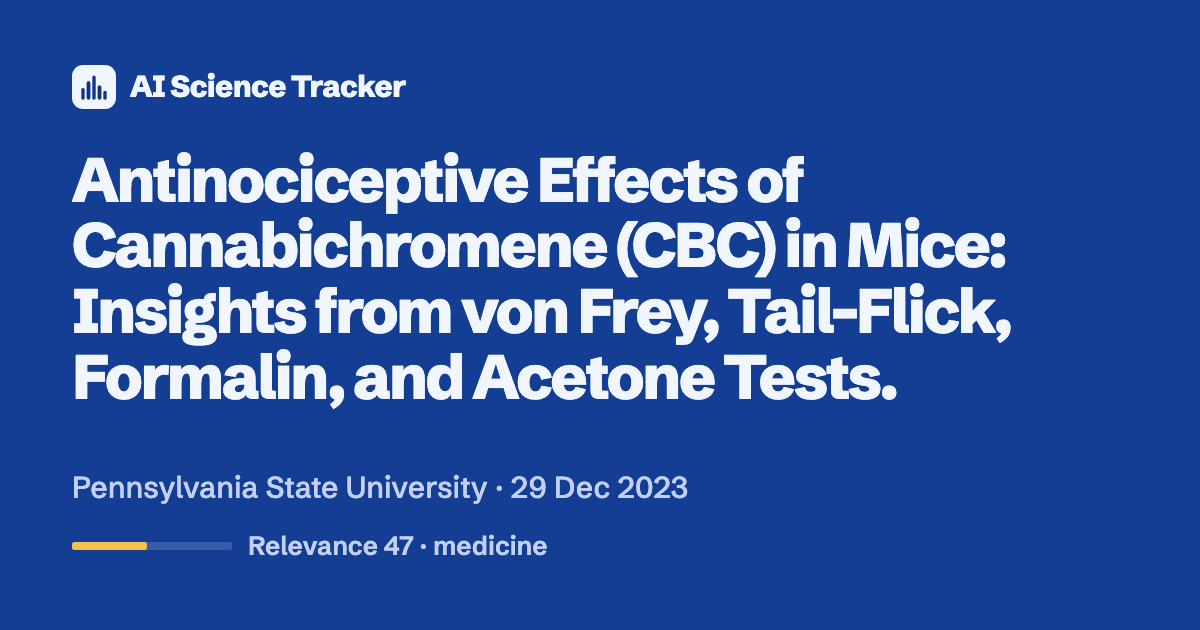 AI Science Tracker
Antinociceptive Effects of
Cannabichromene (CBC) in Mice:
Insights from von Frey, Tail-Flick,
Formalin, and Acetone Tests.
Pennsylvania State University · 29 Dec 2023
Relevance 47 · medicine